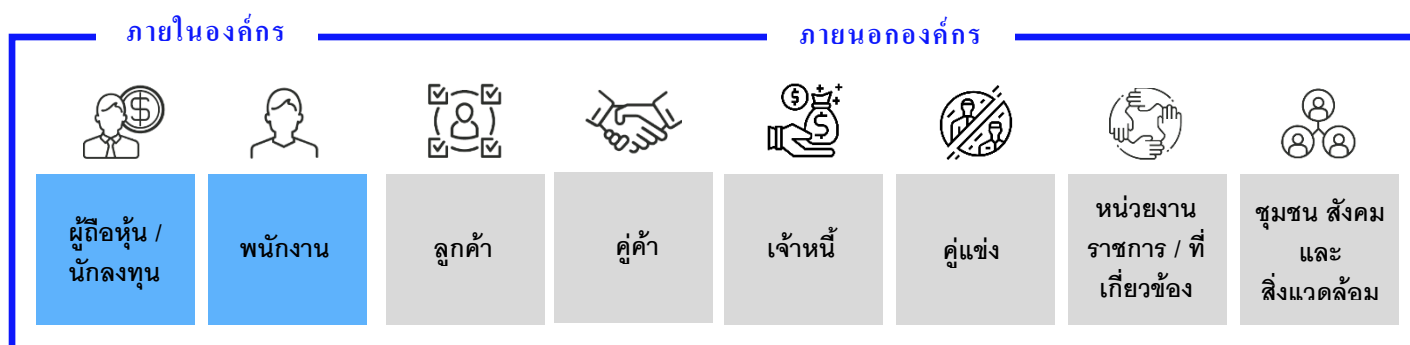 ภายในองค์กร
ภายนอกองค์กร
ผู้ถือหุ้น /
นักลงทุน
พนักงาน
ลูกค้า
คู่ค้า
เจ้าหนี้
คู่แข่ง
หน่วยงาน
ราชการ / ที่
เกี่ยวข้อง
ชุมชน สังคม
และ
สิ่งแวดล้อม